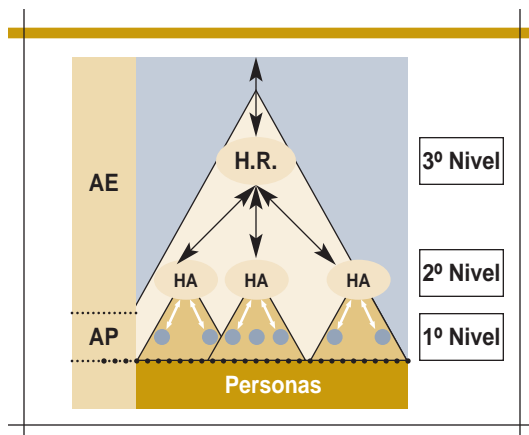 H.R.
3º Nivel
AE
HA HA HA
2º Nivel
AP
1º Nivel
Personas